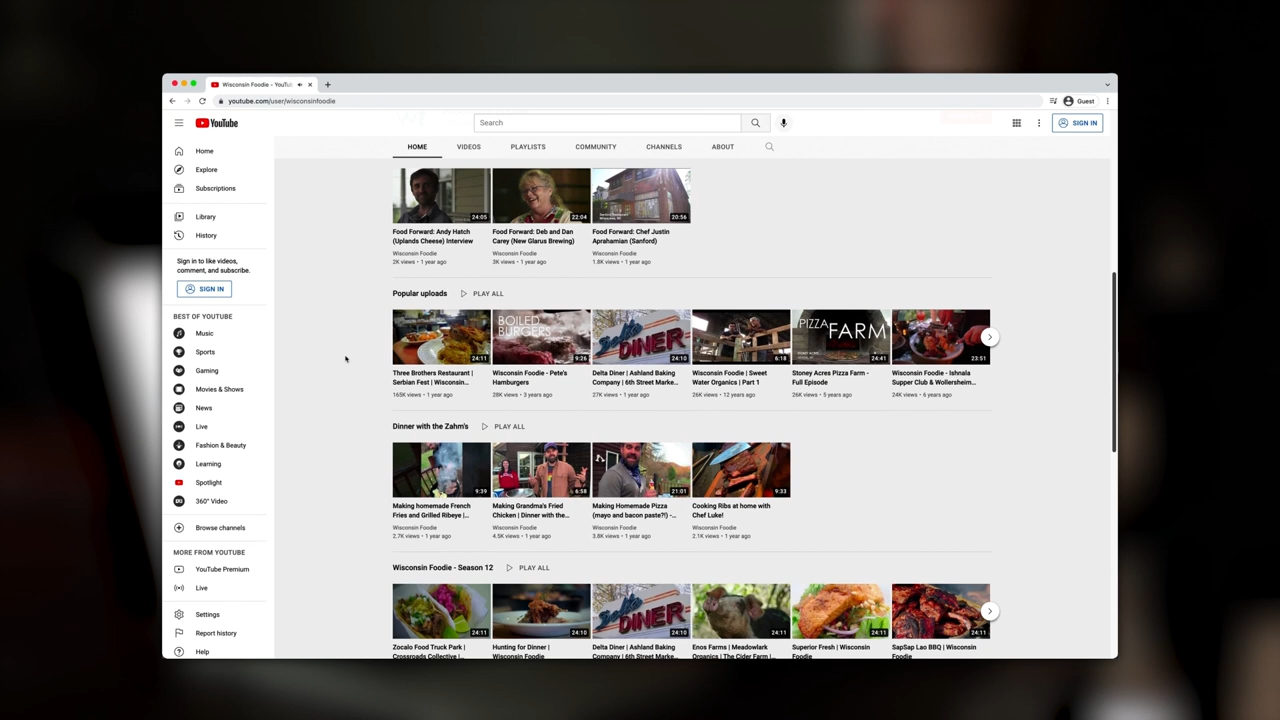 Wisconsin Foodie - YouTu
youtube.com/user/wisconsinfoodie
Guest
YouTube
Search
SIGN IN
HOME
VIDEOS
PLAYLISTS
COMMUNITY
CHANNELS
ABOUT
Home
Explore
Subscriptions
Library
History
Sign in to like videos,
comment, and subscribe.
SIGN IN
BEST OF YOUTUBE
Music
Sports
Gaming
Movies & Shows
News
Live
Fashion & Beauty
Learning
Spotlight
360° Video
Browse channels
MORE FROM YOUTUBE
YouTube Premium
Live
Settings
Report history
Help
24:05
22:04
20:56
Food Forward: Andy Hatch
(Uplands Cheese) Interview
Wisconsin Foodie
2K views • 1 year ago
Food Forward: Deb and Dan
Carey (New Glarus Brewing)
Wisconsin Foodie
3K views • 1 year ago
Food Forward: Chef Justin
Aprahamian (Sanford)
Wisconsin Foodie
1.8K views • 1 year ago
Popular uploads
PLAY ALL
24:11
BOILED
BURGERS
9:26
DINER
24:10
6:18
PIZZA
FARM
24:41
23:51
Three Brothers Restaurant |
Serbian Fest | Wisconsin...
165K views • 1 year ago
Wisconsin Foodie - Pete's
Hamburgers
28K views • 3 years ago
Delta Diner | Ashland Baking
Company | 6th Street Marke...
27K views • 1 year ago
Wisconsin Foodie | Sweet
Water Organics | Part 1
26K views • 12 years ago
Stoney Acres Pizza Farm -
Full Episode
26K views • 5 years ago
Wisconsin Foodie - Ishnala
Supper Club & Wollersheim...
24K views • 6 years ago
Dinner with the Zahm's
PLAY ALL
9:39
6:58
21:01
9:33
Making homemade French
Fries and Grilled Ribeye |...
Wisconsin Foodie
2.7K views • 1 year ago
Making Grandma's Fried
Chicken | Dinner with the...
Wisconsin Foodie
4.5K views • 1 year ago
Making Homemade Pizza
(mayo and bacon paste?!) -...
Wisconsin Foodie
3.8K views • 1 year ago
Cooking Ribs at home with
Chef Luke!
Wisconsin Foodie
2.1K views • 1 year ago
Wisconsin Foodie - Season 12
PLAY ALL
24:11
24:10
DINER
24:10
24:11
24:11
24:11
Zocalo Food Truck Park |
Crossroads Collective |...
Hunting for Dinner |
Wisconsin Foodie
Delta Diner | Ashland Baking
Company | 6th Street Marke...
Enos Farms | Meadowlark
Organics | The Cider Farm |...
Superior Fresh | Wisconsin
Foodie
SapSap Lao BBQ | Wisconsin
Foodie